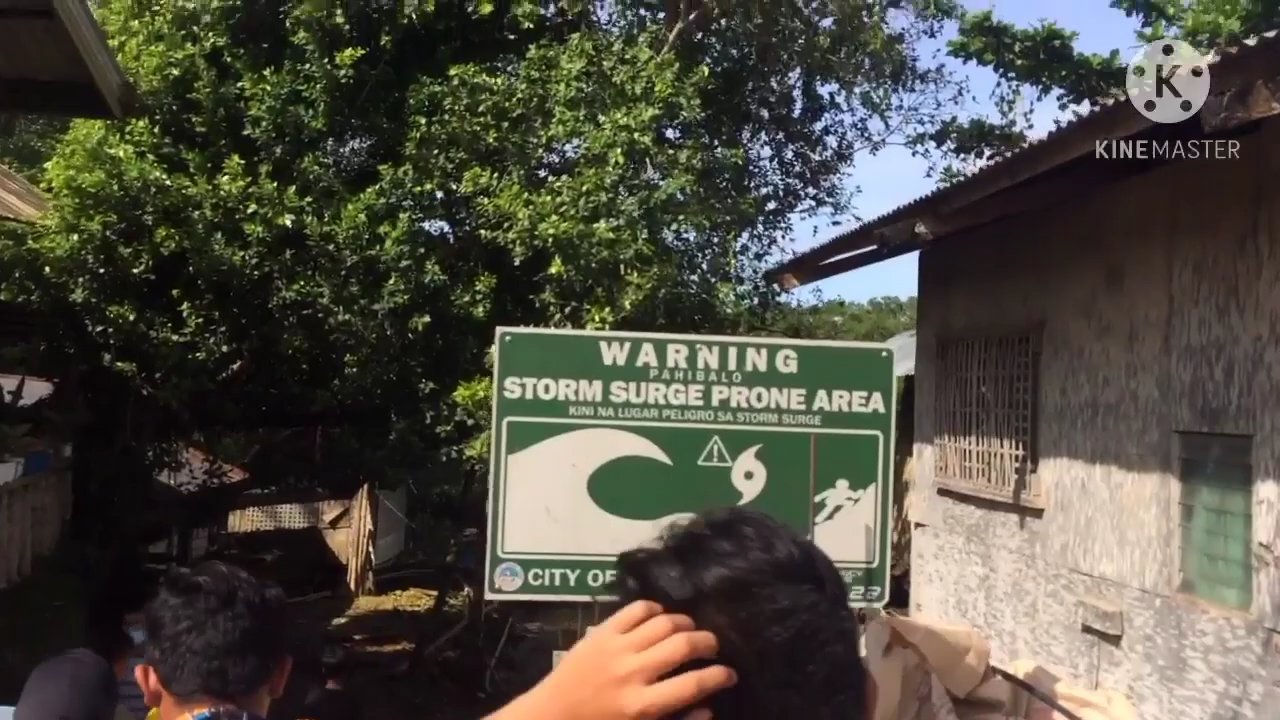 K
KINEMASTER
WARNING
PAHIBALO
STORM SURGE PRONE AREA
KINI NA LUGAR PELIGRO SA STORM SURGE
CITY OF